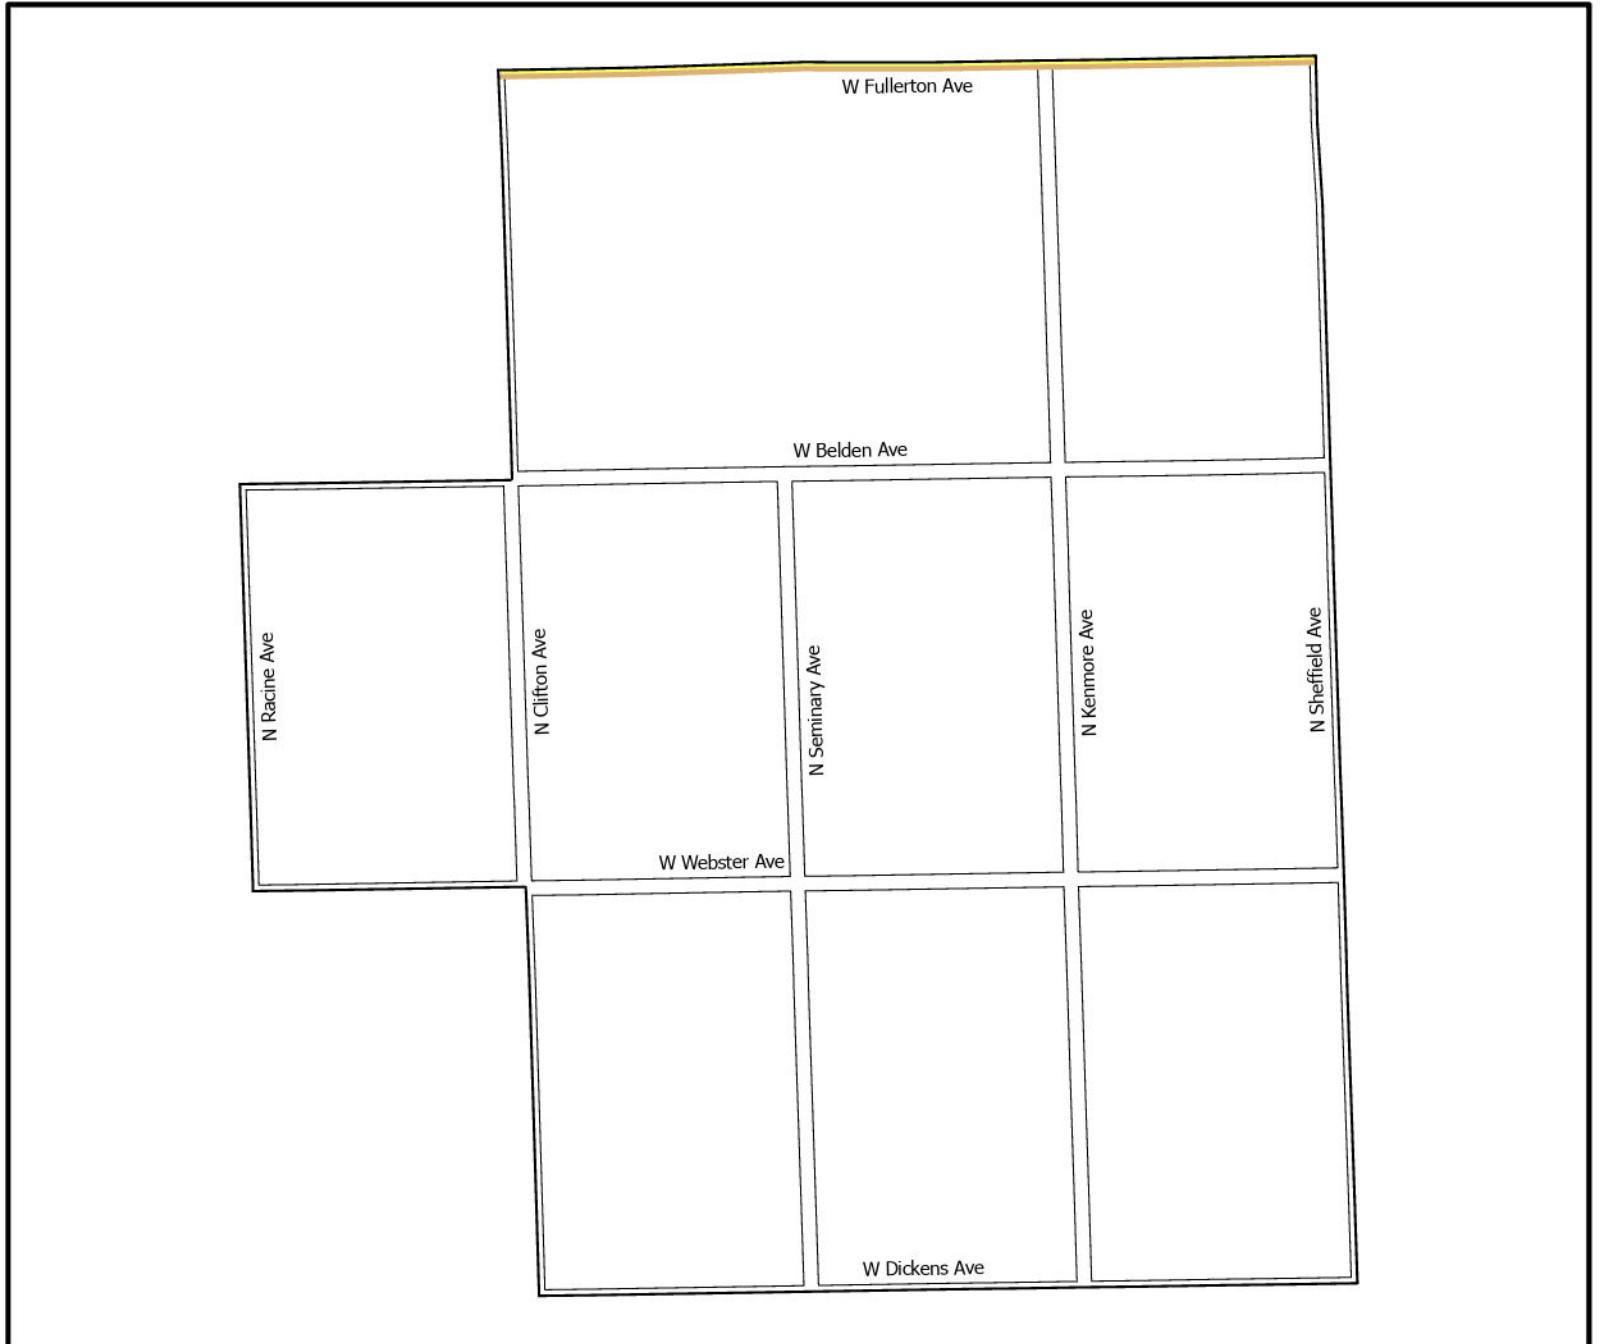 W Fullerton Ave
W Belden Ave
N Racine Ave
N Clifton Ave
N Seminary Ave
N Kenmore Ave
N Sheffield Ave
W Webster Ave
W Dickens Ave